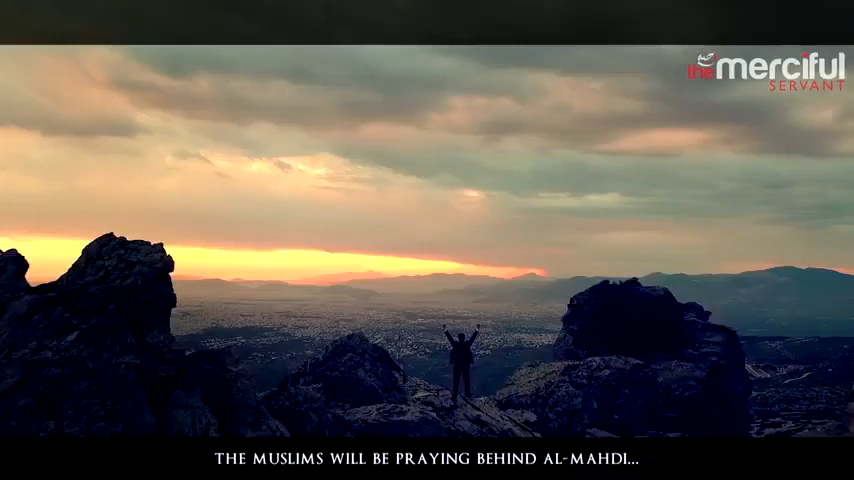 the merciful
SERVANT
THE MUSLIMS WILL BE PRAYING BEHIND AL-MAHDI...